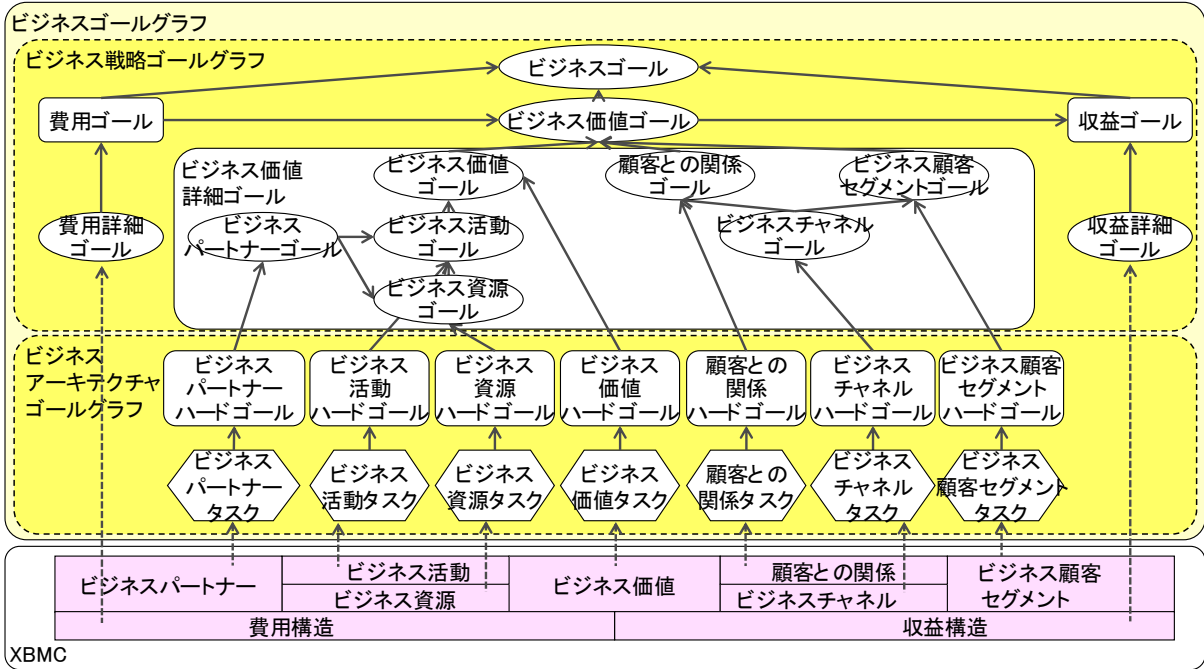 ビジネスゴールグラフ
ビジネス戦略ゴールグラフ
ビジネスゴール
費用ゴール
ビジネス価値ゴール
収益ゴール
ビジネス価値
詳細ゴール
ビジネス価値
ゴール
顧客との関係
ゴール
ビジネス顧客
セグメントゴール
費用詳細
ゴール
ビジネス
パートナーゴール
ビジネス活動
ゴール
ビジネスチャネル
ゴール
収益詳細
ゴール
ビジネス資源
ゴール
ビジネス
アーキテクチャ
ゴールグラフ
ビジネス
パートナー
ハードゴール
ビジネス
活動
ハードゴール
ビジネス
資源
ハードゴール
ビジネス
価値
ハードゴール
顧客との
関係
ハードゴール
ビジネス
チャネル
ハードゴール
ビジネス顧客
セグメント
ハードゴール
ビジネス
パートナー
タスク
ビジネス
活動タスク
ビジネス
資源タスク
ビジネス
価値タスク
顧客との
関係タスク
ビジネス
チャネル
タスク
ビジネス
顧客セグメント
タスク
ビジネスパートナー
ビジネス活動
ビジネス資源
ビジネス価値
顧客との関係
ビジネスチャネル
ビジネス顧客
セグメント
費用構造
収益構造
XBMC